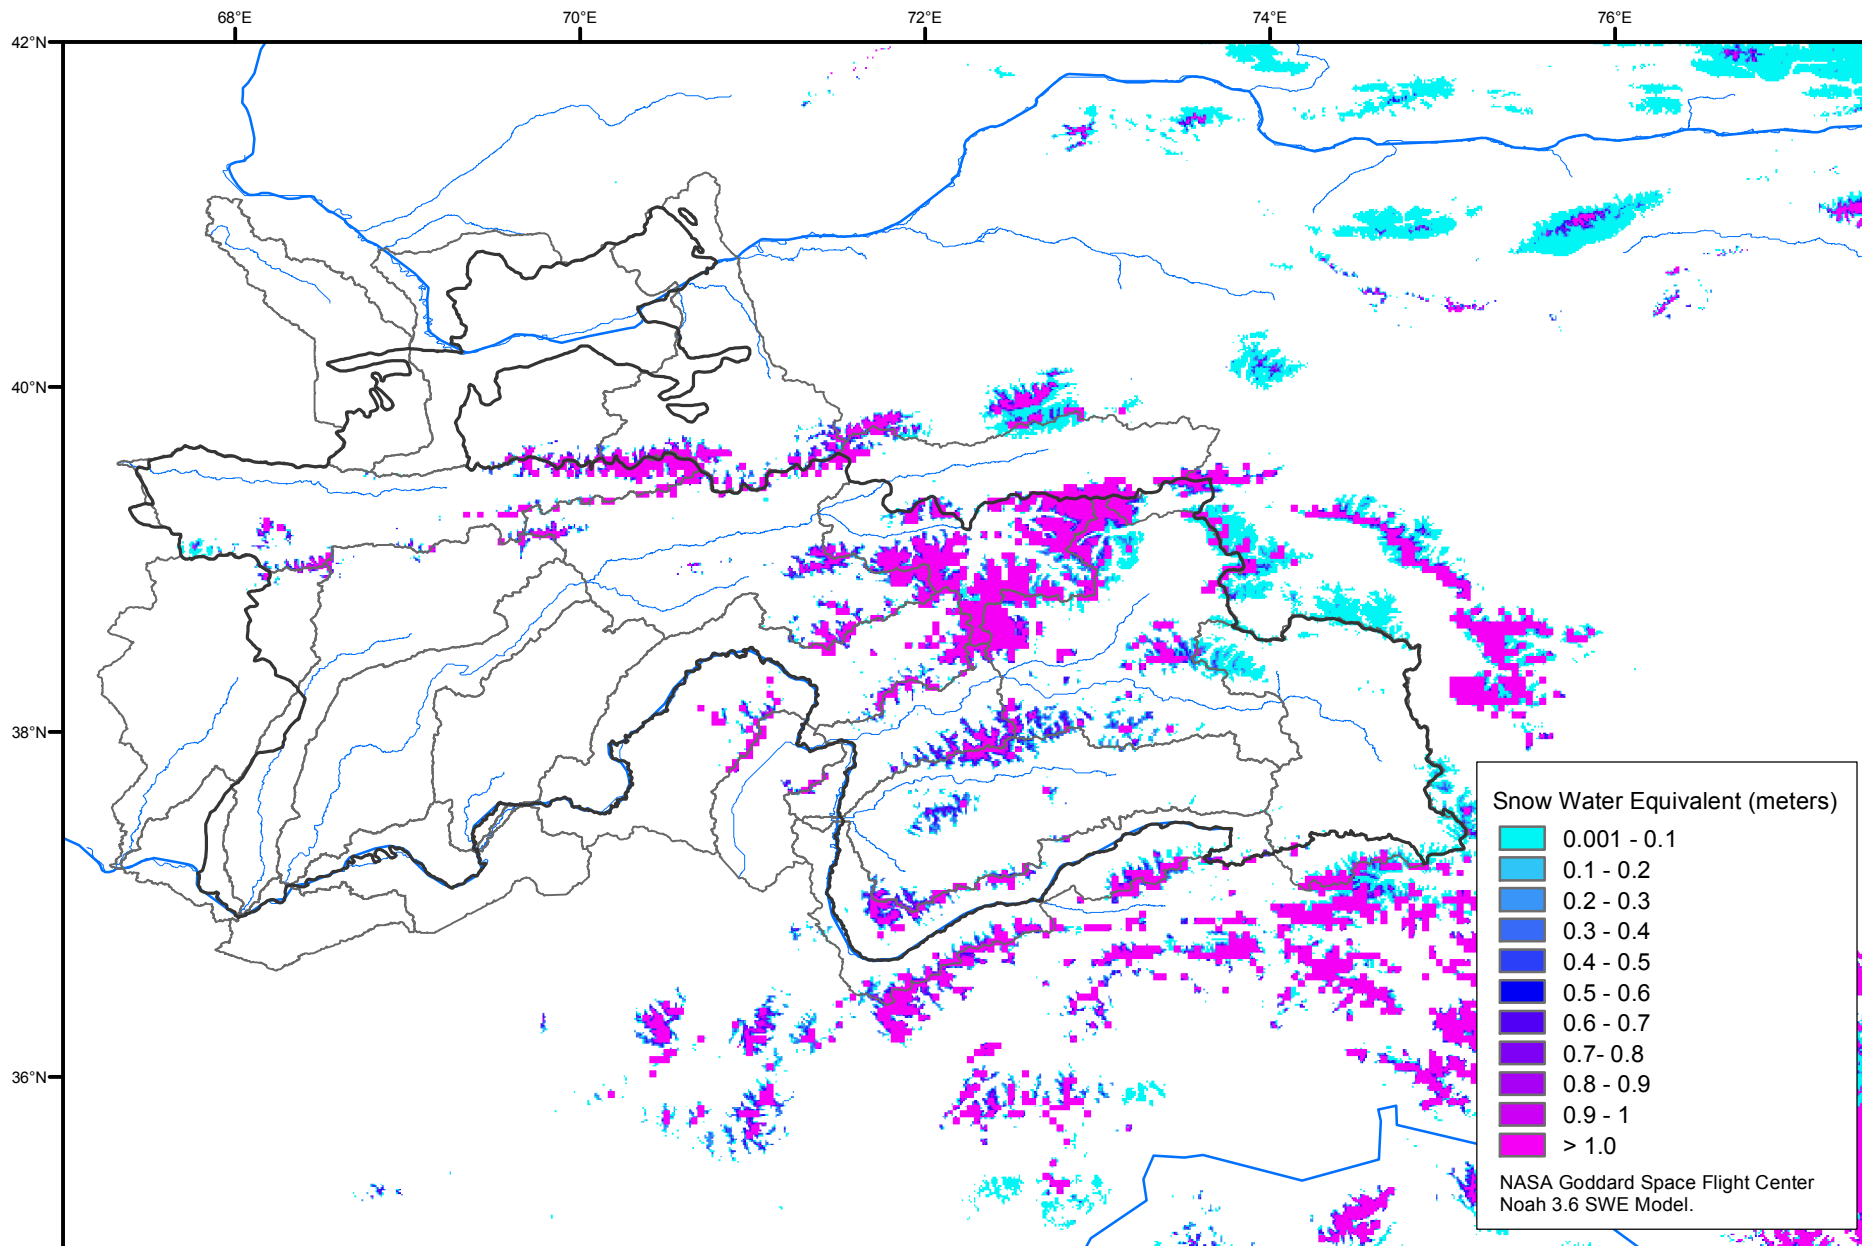 68°E
70°E
72°E
74°E
76°E
42°N
40°N
38°N
36°N
Snow Water Equivalent (meters)
0.001 - 0.1
0.1 - 0.2
0.2 - 0.3
0.3 - 0.4
0.4 - 0.5
0.5 - 0.6
0.6 - 0.7
0.7- 0.8
0.8 - 0.9
0.9 - 1
> 1.0
NASA Goddard Space Flight Center
Noah 3.6 SWE Model.